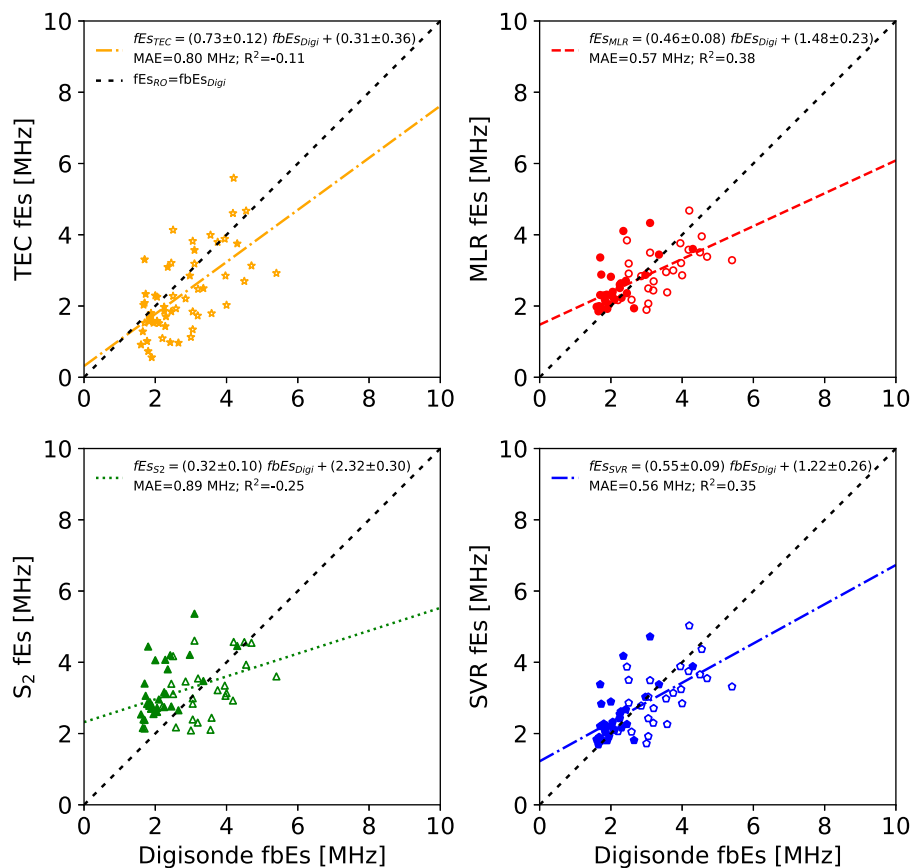 fEs_TEC = (0.73±0.12) fbEs_Digi + (0.31±0.36)
MAE=0.80 MHz; R²=-0.11
fEs_RO=fbEs_Digi
TEC fEs [MHz]
10
8
6
4
2
0
0 2 4 6 8 10
fEs_MLR = (0.46±0.08) fbEs_Digi + (1.48±0.23)
MAE=0.57 MHz; R²=0.38
MLR fEs [MHz]
10
8
6
4
2
0
0 2 4 6 8 10
fEs_S2 = (0.32±0.10) fbEs_Digi + (2.32±0.30)
MAE=0.89 MHz; R²=-0.25
S₂ fEs [MHz]
10
8
6
4
2
0
0 2 4 6 8 10
Digisonde fbEs [MHz]
fEs_SVR = (0.55±0.09) fbEs_Digi + (1.22±0.26)
MAE=0.56 MHz; R²=0.35
SVR fEs [MHz]
10
8
6
4
2
0
0 2 4 6 8 10
Digisonde fbEs [MHz]